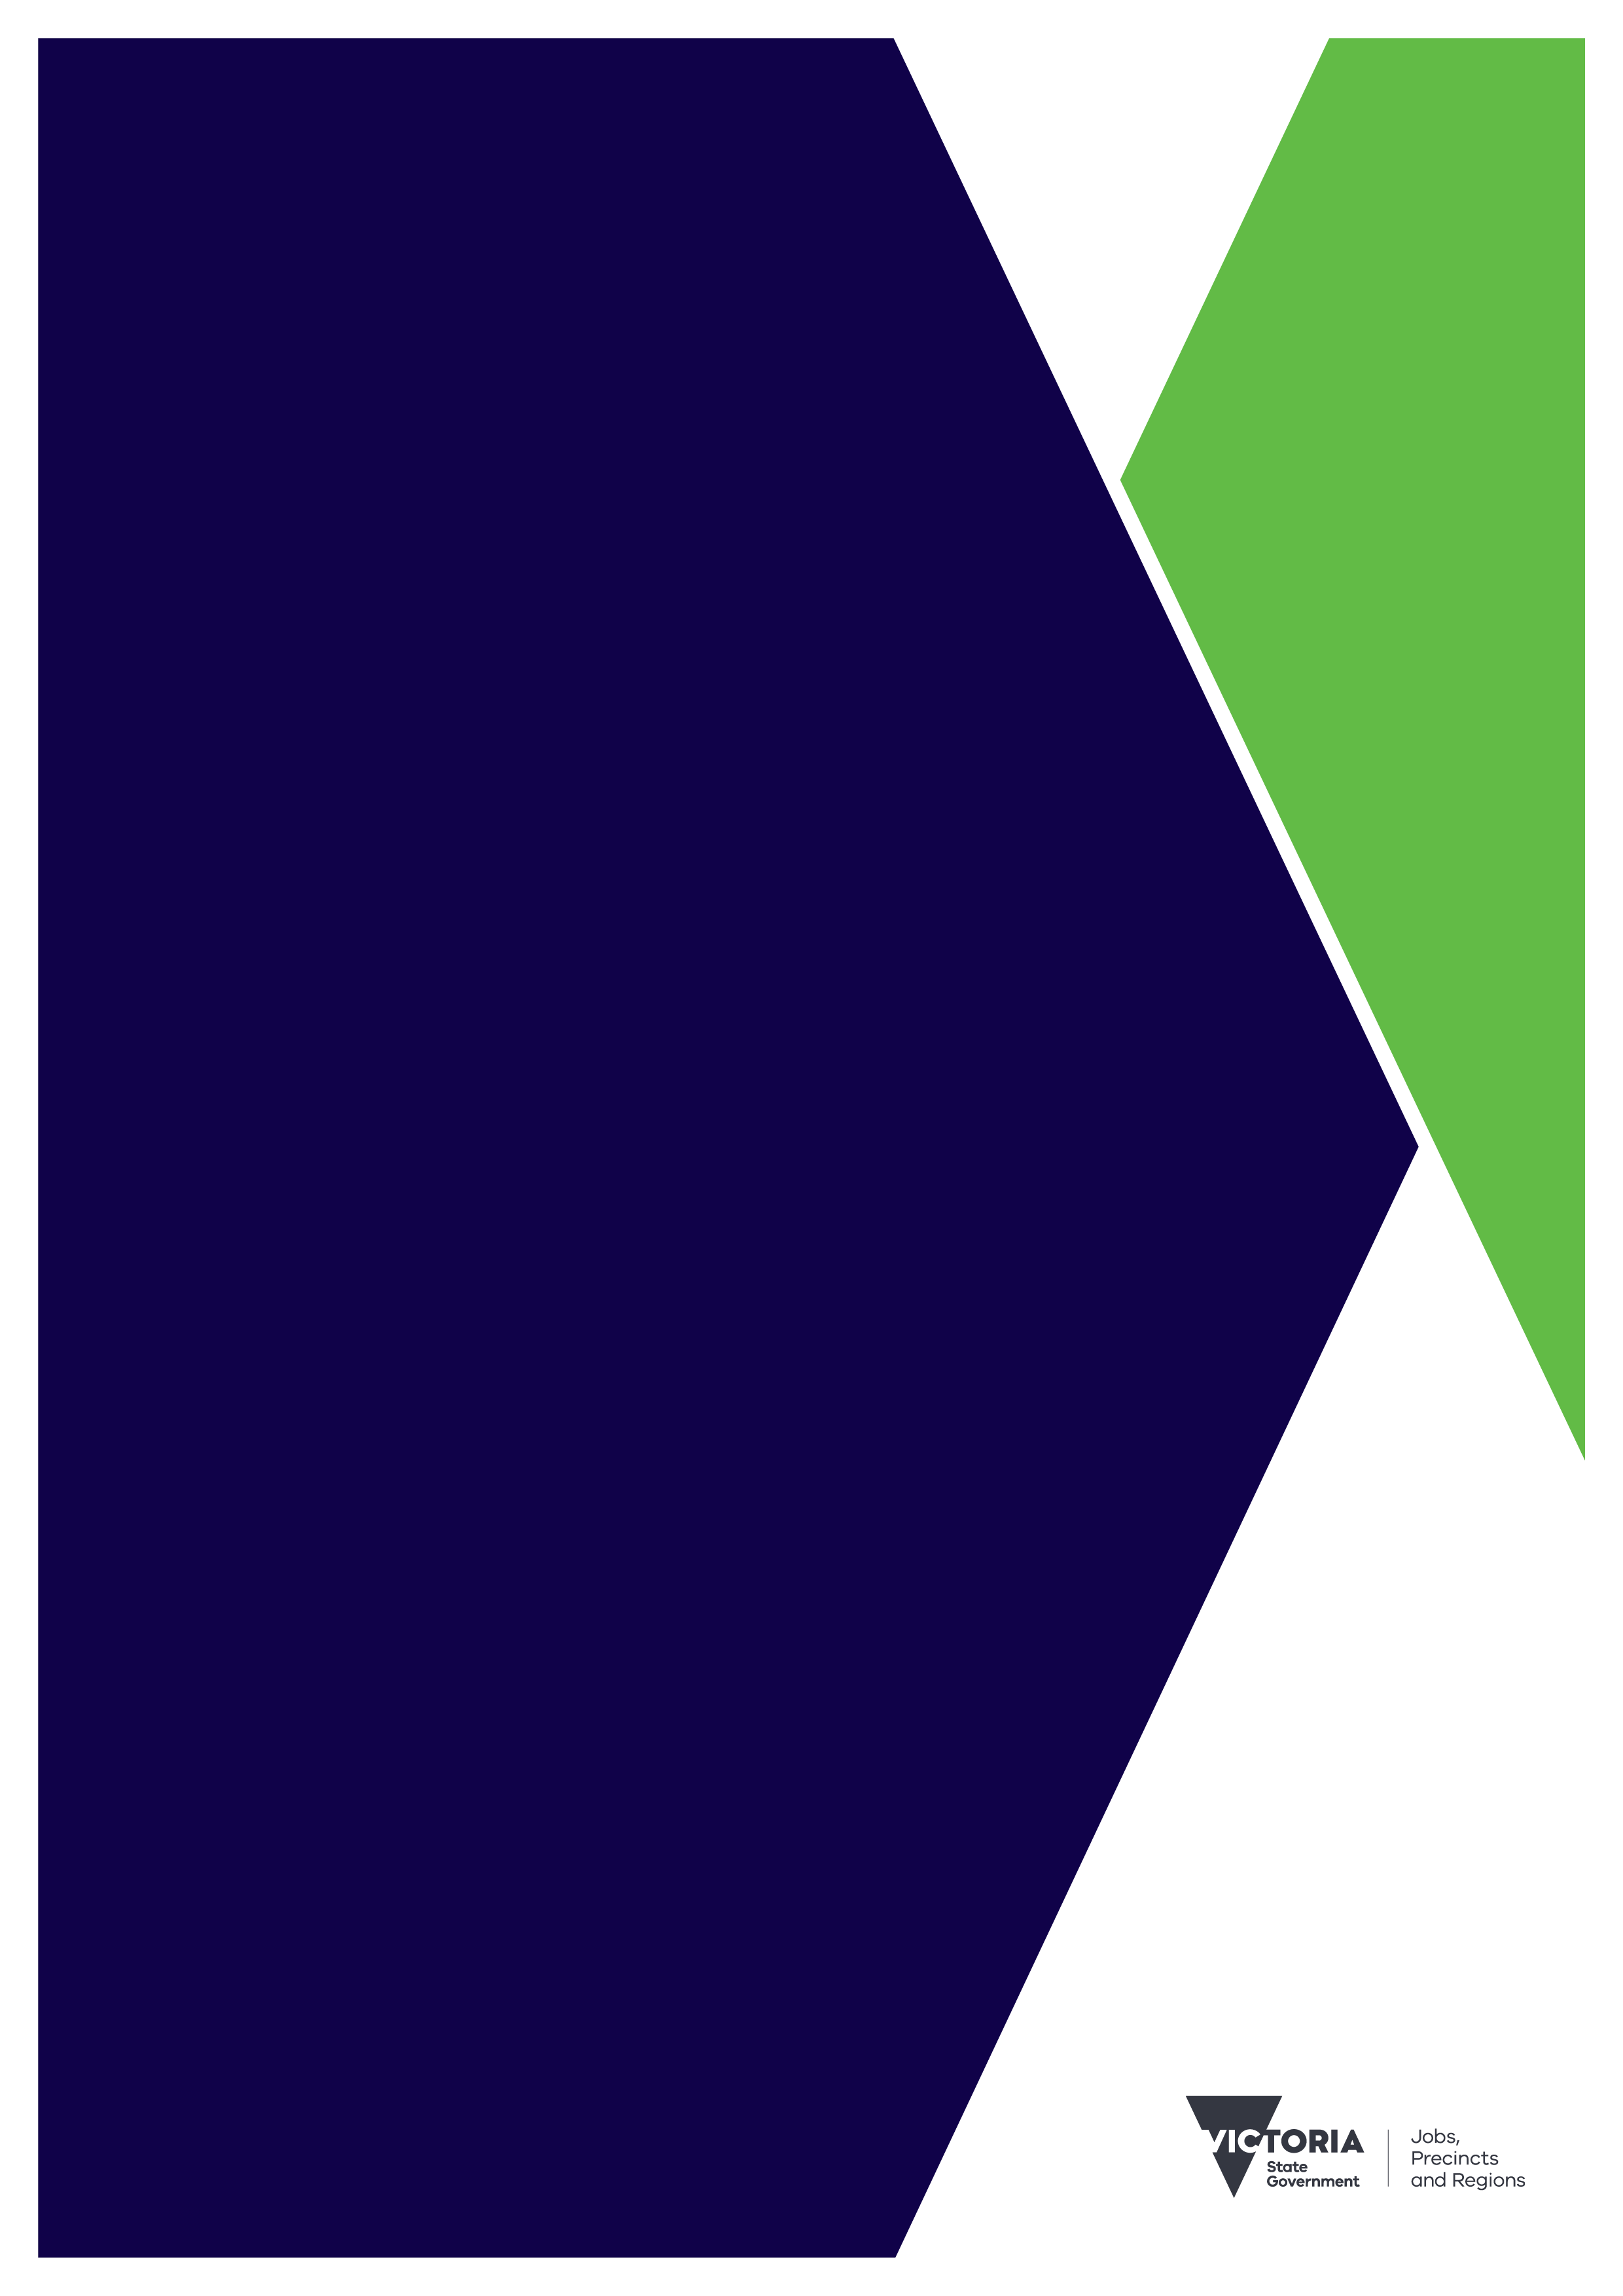 VICTORIA
State
Government
Jobs,
Precincts
and Regions